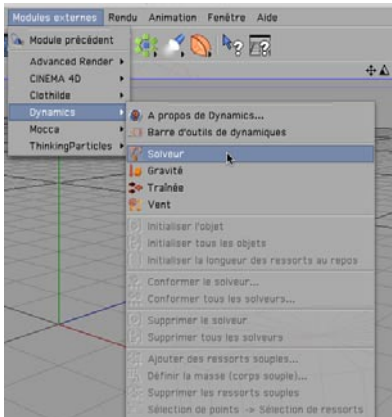 Modules externes Rendu Animation Fenêtre Aide
Module précédent
Advanced Render
CINEMA 4D
Clothilde
Dynamics
Mocca
ThinkingParticles
A propos de Dynamics...
Barre d'outils de dynamiques
Solveur
Gravité
Traînée
Vent
Initialiser l'objet
Initialiser tous les objets
Initialiser la longueur des ressorts au repos
Conformer le solveur...
Conformer tous les solveurs...
Supprimer le solveur
Supprimer tous les solveurs
Ajouter des ressorts souples...
Définir la masse (corps souple)...
Supprimer les ressorts souples
Sélection de points -> Sélection de ressorts